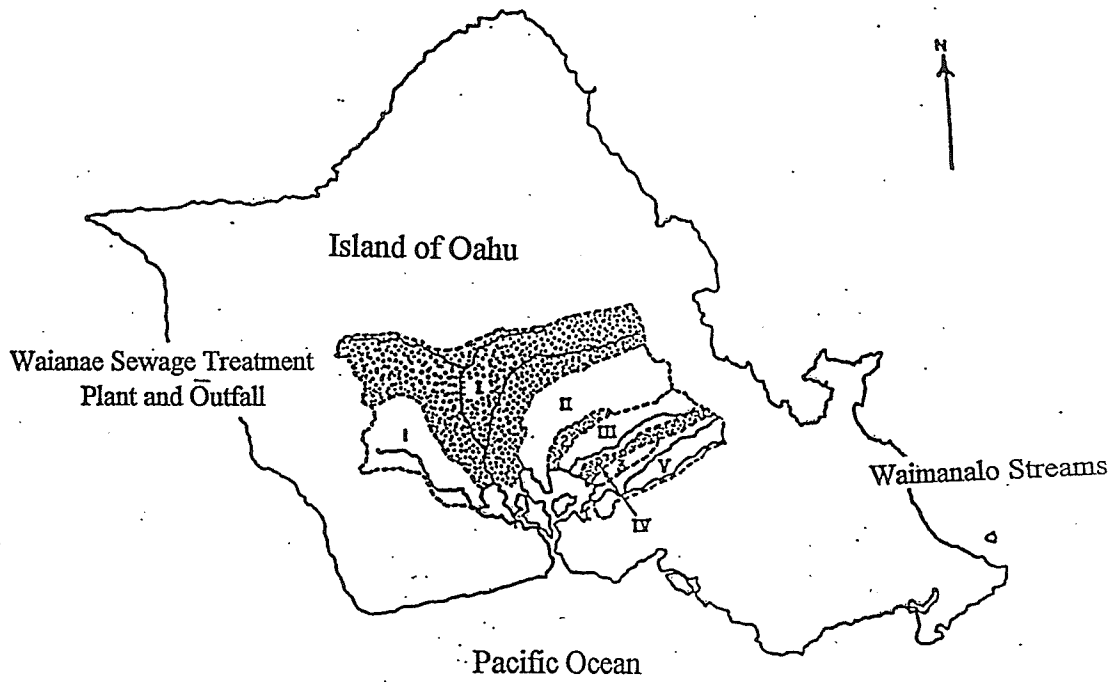 N
Island of Oahu
Waianae Sewage Treatment
Plant and Outfall
I
II
III
I
V
Waimanalo Streams
IV
Pacific Ocean